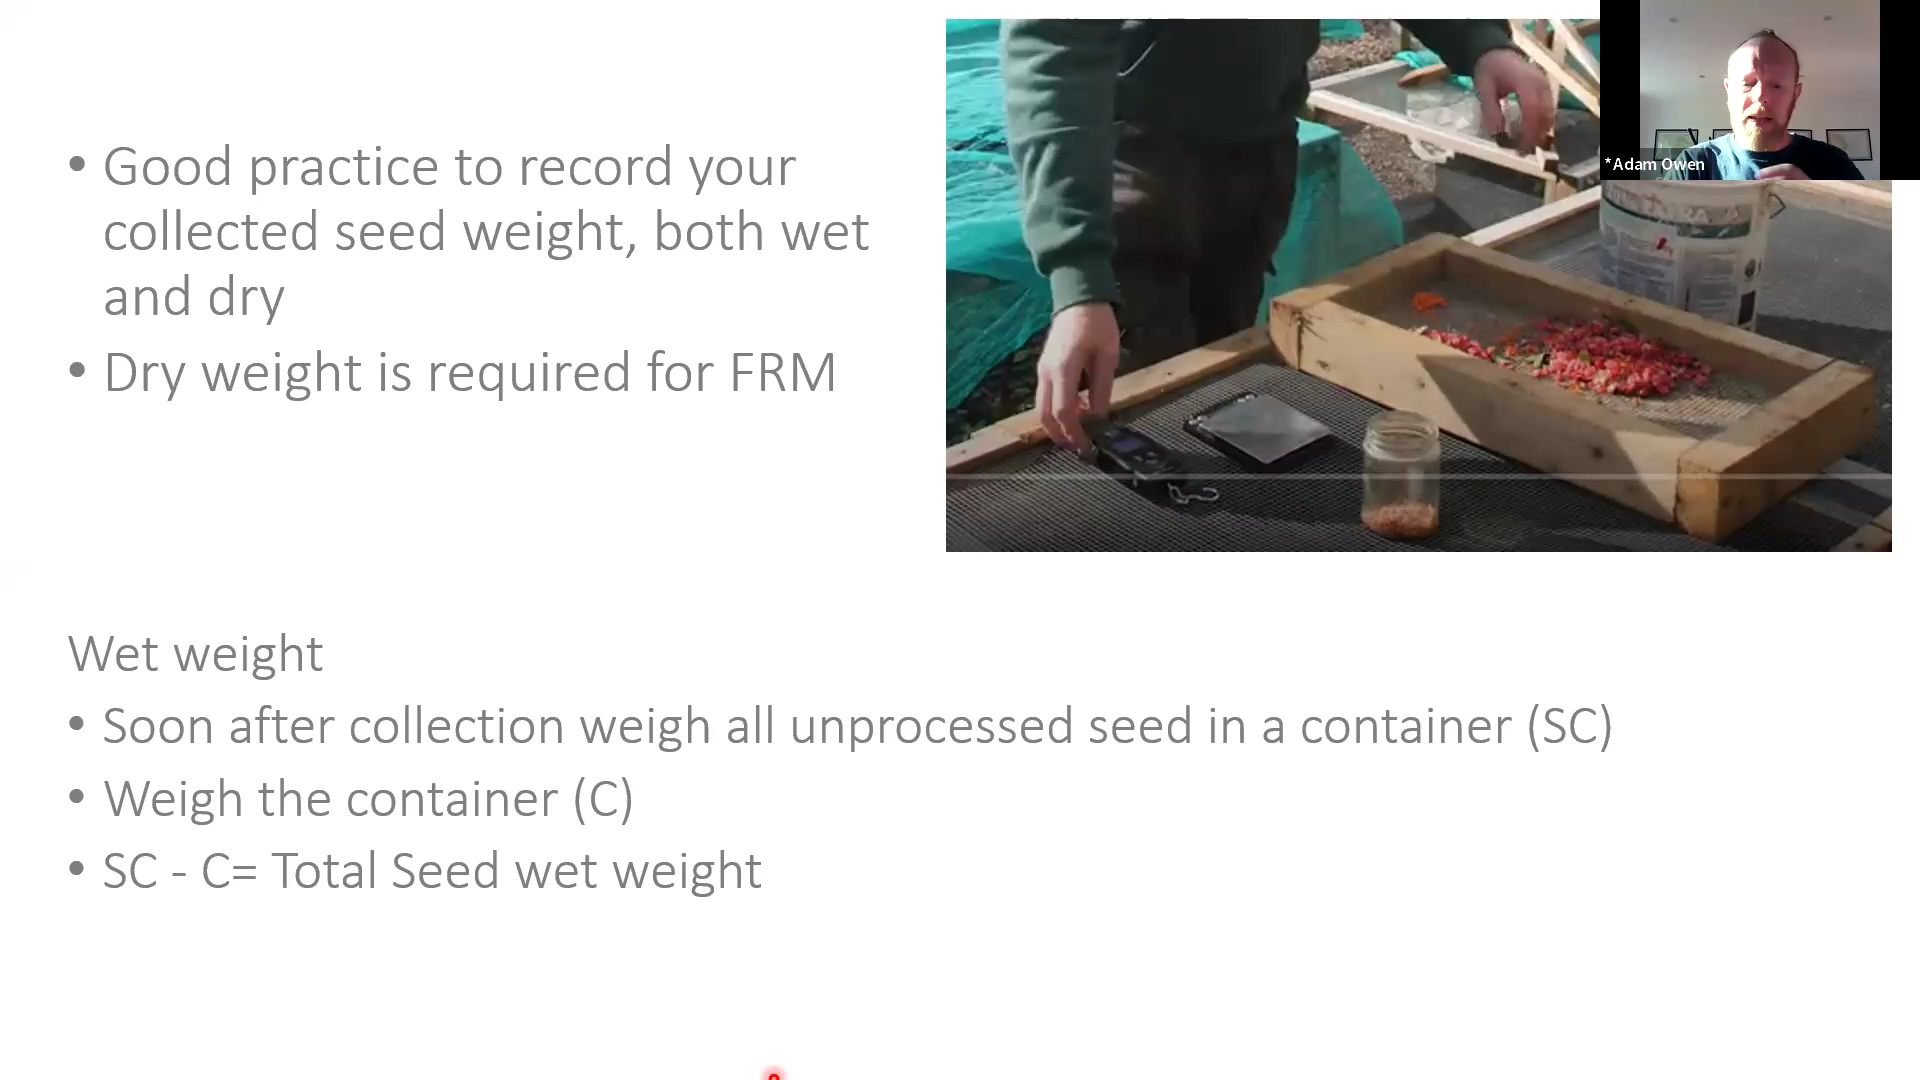 • Good practice to record your
collected seed weight, both wet
and dry
• Dry weight is required for FRM
*Adam Owen
Wet weight
• Soon after collection weigh all unprocessed seed in a container (SC)
• Weigh the container (C)
• SC - C= Total Seed wet weight